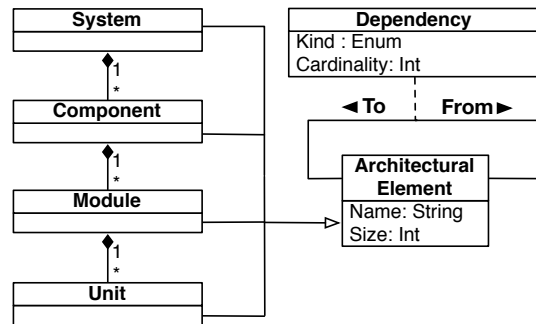 System
1
*
Component
1
*
Module
1
*
Unit
Dependency
Kind : Enum
Cardinality: Int
◄ To From ►
Architectural
Element
Name: String
Size: Int